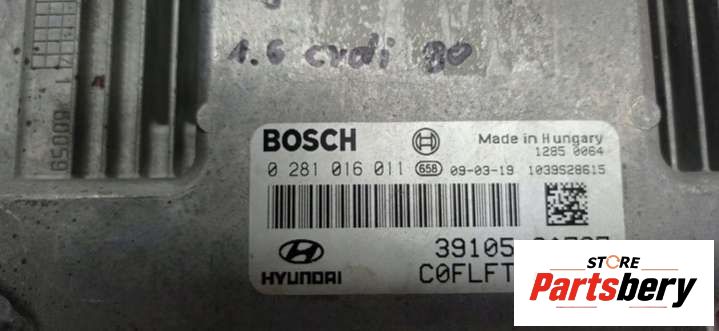 1.6 crdi 90
BOSCH
Made in Hungary
1285 0064
0 281 016 011 658 09-03-19 1039S28615
39105
HYUNDAI
C0FLFT
STORE
Partsbery